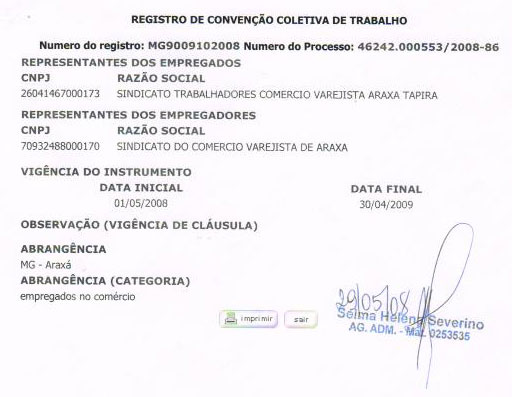 REGISTRO DE CONVENÇÃO COLETIVA DE TRABALHO
Numero do registro: MG9009102008 Numero do Processo: 46242.000553/2008-86
REPRESENTANTES DOS EMPREGADOS
CNPJ RAZÃO SOCIAL
26041467000173 SINDICATO TRABALHADORES COMERCIO VAREJISTA ARAXA TAPIRA
REPRESENTANTES DOS EMPREGADORES
CNPJ RAZÃO SOCIAL
70932488000170 SINDICATO DO COMERCIO VAREJISTA DE ARAXA
VIGÊNCIA DO INSTRUMENTO
DATA INICIAL DATA FINAL
01/05/2008 30/04/2009
OBSERVAÇÃO (VIGÊNCIA DE CLÁUSULA)
ABRANGÊNCIA
MG - Araxá
ABRANGÊNCIA (CATEGORIA)
empregados no comércio
29/05/08
imprimir sair
Selma Helena Severino
AG. ADM. - Mat. 0253535